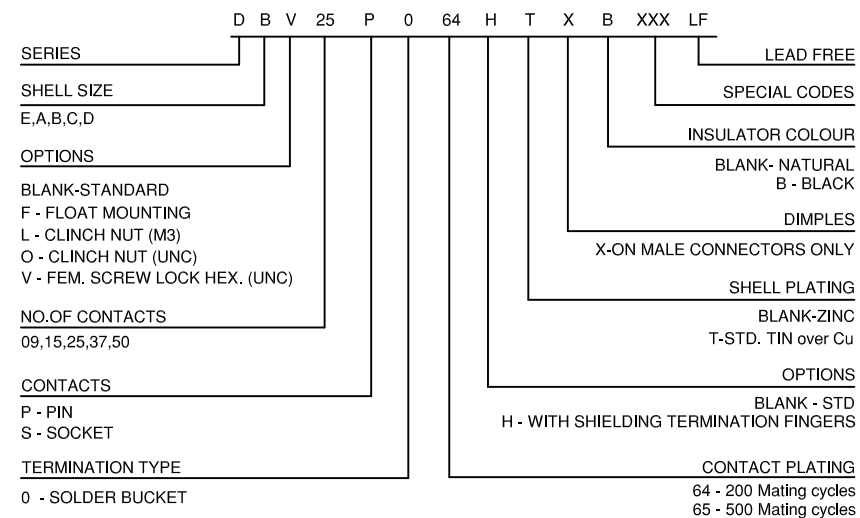 D B V 25 P 0 64 H T X B XXX LF
SERIES
SHELL SIZE
E,A,B,C,D
OPTIONS
BLANK-STANDARD
F - FLOAT MOUNTING
L - CLINCH NUT (M3)
O - CLINCH NUT (UNC)
V - FEM. SCREW LOCK HEX. (UNC)
NO.OF CONTACTS
09,15,25,37,50
CONTACTS
P - PIN
S - SOCKET
TERMINATION TYPE
0 - SOLDER BUCKET
LEAD FREE
SPECIAL CODES
INSULATOR COLOUR
BLANK- NATURAL
B - BLACK
DIMPLES
X-ON MALE CONNECTORS ONLY
SHELL PLATING
BLANK-ZINC
T-STD. TIN over Cu
OPTIONS
BLANK - STD
H - WITH SHIELDING TERMINATION FINGERS
CONTACT PLATING
64 - 200 Mating cycles
65 - 500 Mating cycles